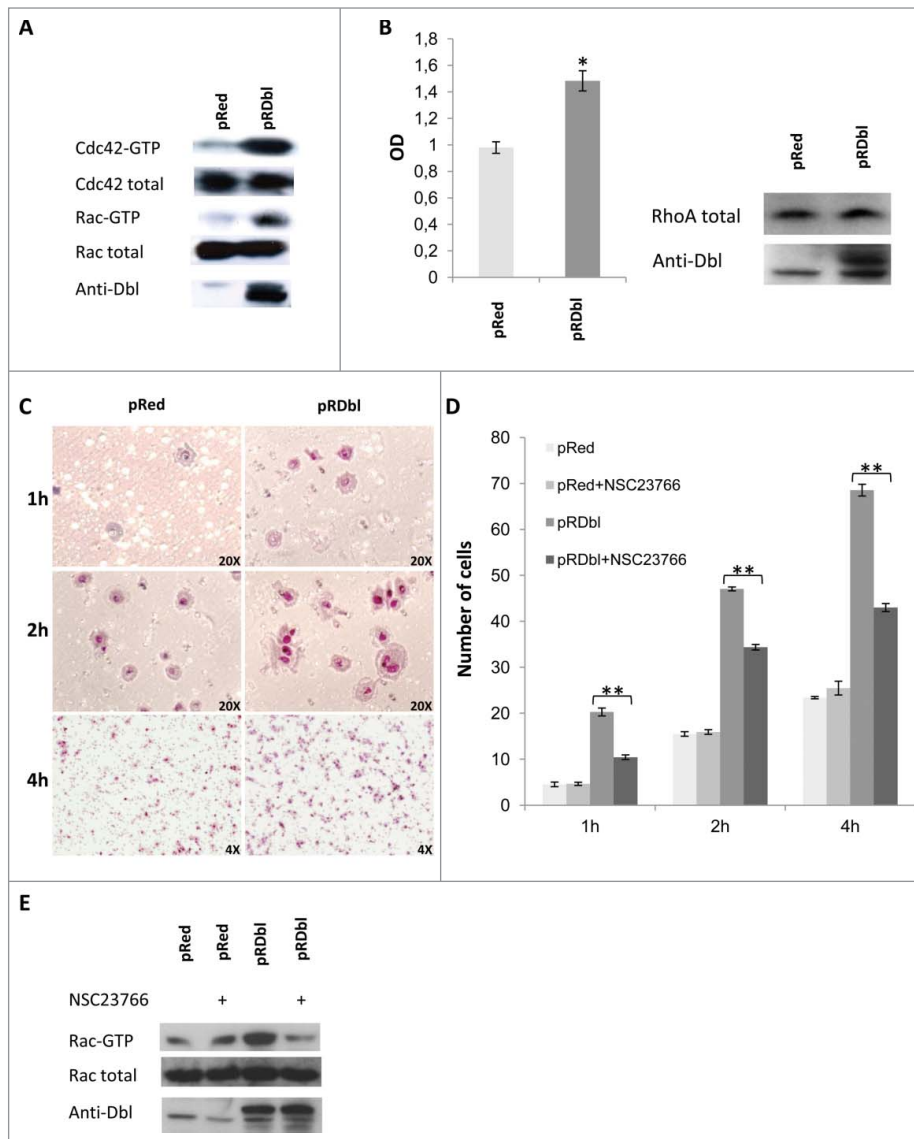 A
pRed
pRDbl
Cdc42-GTP
Cdc42 total
Rac-GTP
Rac total
Anti-Dbl
B
1,8
1,6
1,4
1,2
1
0,8
0,6
0,4
0,2
0
OD
*
pRed
pRDbl
pRed
pRDbl
RhoA total
Anti-Dbl
C
pRed
pRDbl
1h
20X
20X
2h
20X
20X
4h
4X
4X
D
80
70
60
50
40
30
20
10
0
Number of cells
pRed
pRed+NSC23766
pRDbl
pRDbl+NSC23766
**
**
**
1h
2h
4h
E
pRed
pRed
pRDbl
pRDbl
NSC23766 + +
Rac-GTP
Rac total
Anti-Dbl